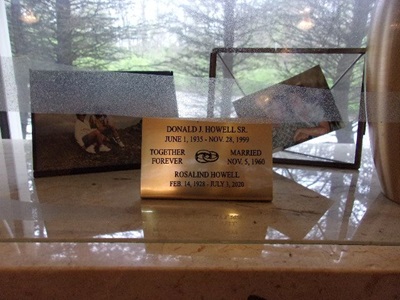 DONALD J. HOWELL SR.
JUNE 1, 1935 - NOV. 28, 1999
TOGETHER MARRIED
FOREVER NOV. 5, 1960
ROSALIND HOWELL
FEB. 14, 1928 - JULY 3, 2020